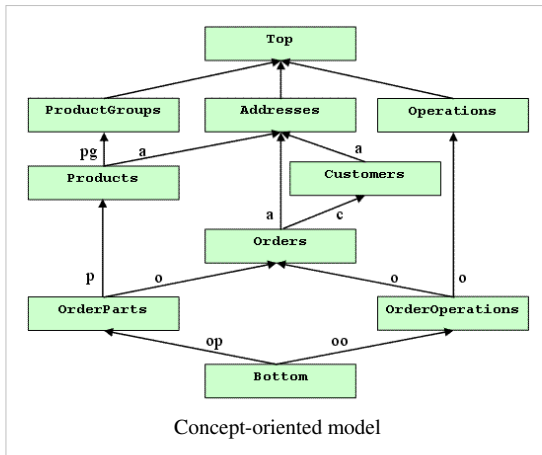 Top
ProductGroups
Addresses
Operations
pg
a
a
Products
Customers
a
c
Orders
p
o
o
o
OrderParts
OrderOperations
op
oo
Bottom
Concept-oriented model